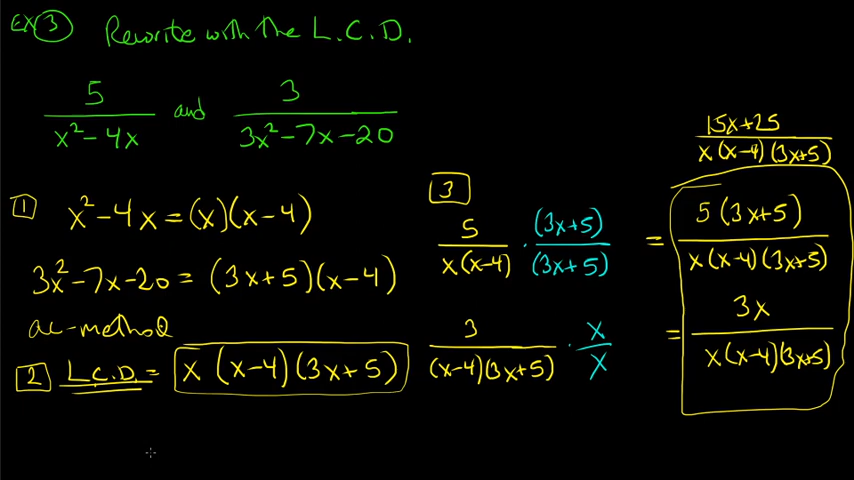 EX 3 Rewrite with the L.C.D.
5/(x² - 4x) and 3/(3x² - 7x - 20)
1 x² - 4x = (x)(x - 4)
3x² - 7x - 20 = (3x + 5)(x - 4)
ac-method
2 L.C.D. = x (x - 4)(3x + 5)
3
5/(x(x-4)) · (3x+5)/(3x+5) = 5(3x+5)/(x(x-4)(3x+5))
3/((x-4)(3x+5)) · x/x = 3x/(x(x-4)(3x+5))
(15x+25)/(x(x-4)(3x+5))